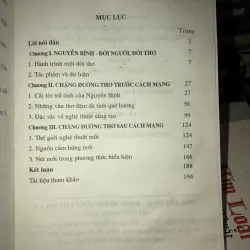 MỤC LỤC
Trang
Lời nói đầu 3
Chương I. NGUYỄN BÍNH - ĐỜI NGƯỜI, ĐỜI THƠ 7
1. Hành trình một đời thơ 7
2. Tác phẩm và dư luận
Chương II. CHẶNG ĐƯỜNG THƠ TRƯỚC CÁCH MẠNG 27
1. Cái tôi trữ tình của Nguyễn Bính 27
2. Những vần thơ đậm đà tình quê hương
3. Đặc sắc về nghệ thuật sáng tạo 99
Chương III. CHẶNG ĐƯỜNG THƠ SAU CÁCH MẠNG 124
1. Thế giới nghệ thuật mới 124
2. Nguồn cảm hứng mới 147
3. Nét mới trong phương thức biểu hiện 166
Kết luận 188
Tài liệu tham khảo 194